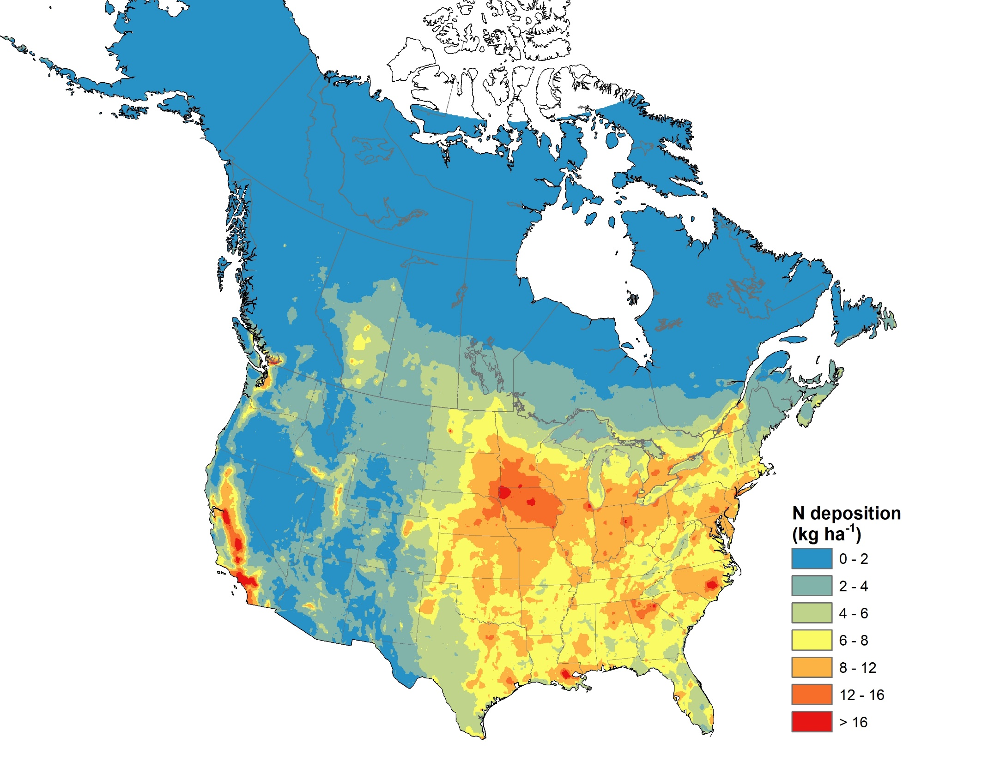 N deposition
(kg ha⁻¹)
0 - 2
2 - 4
4 - 6
6 - 8
8 - 12
12 - 16
> 16